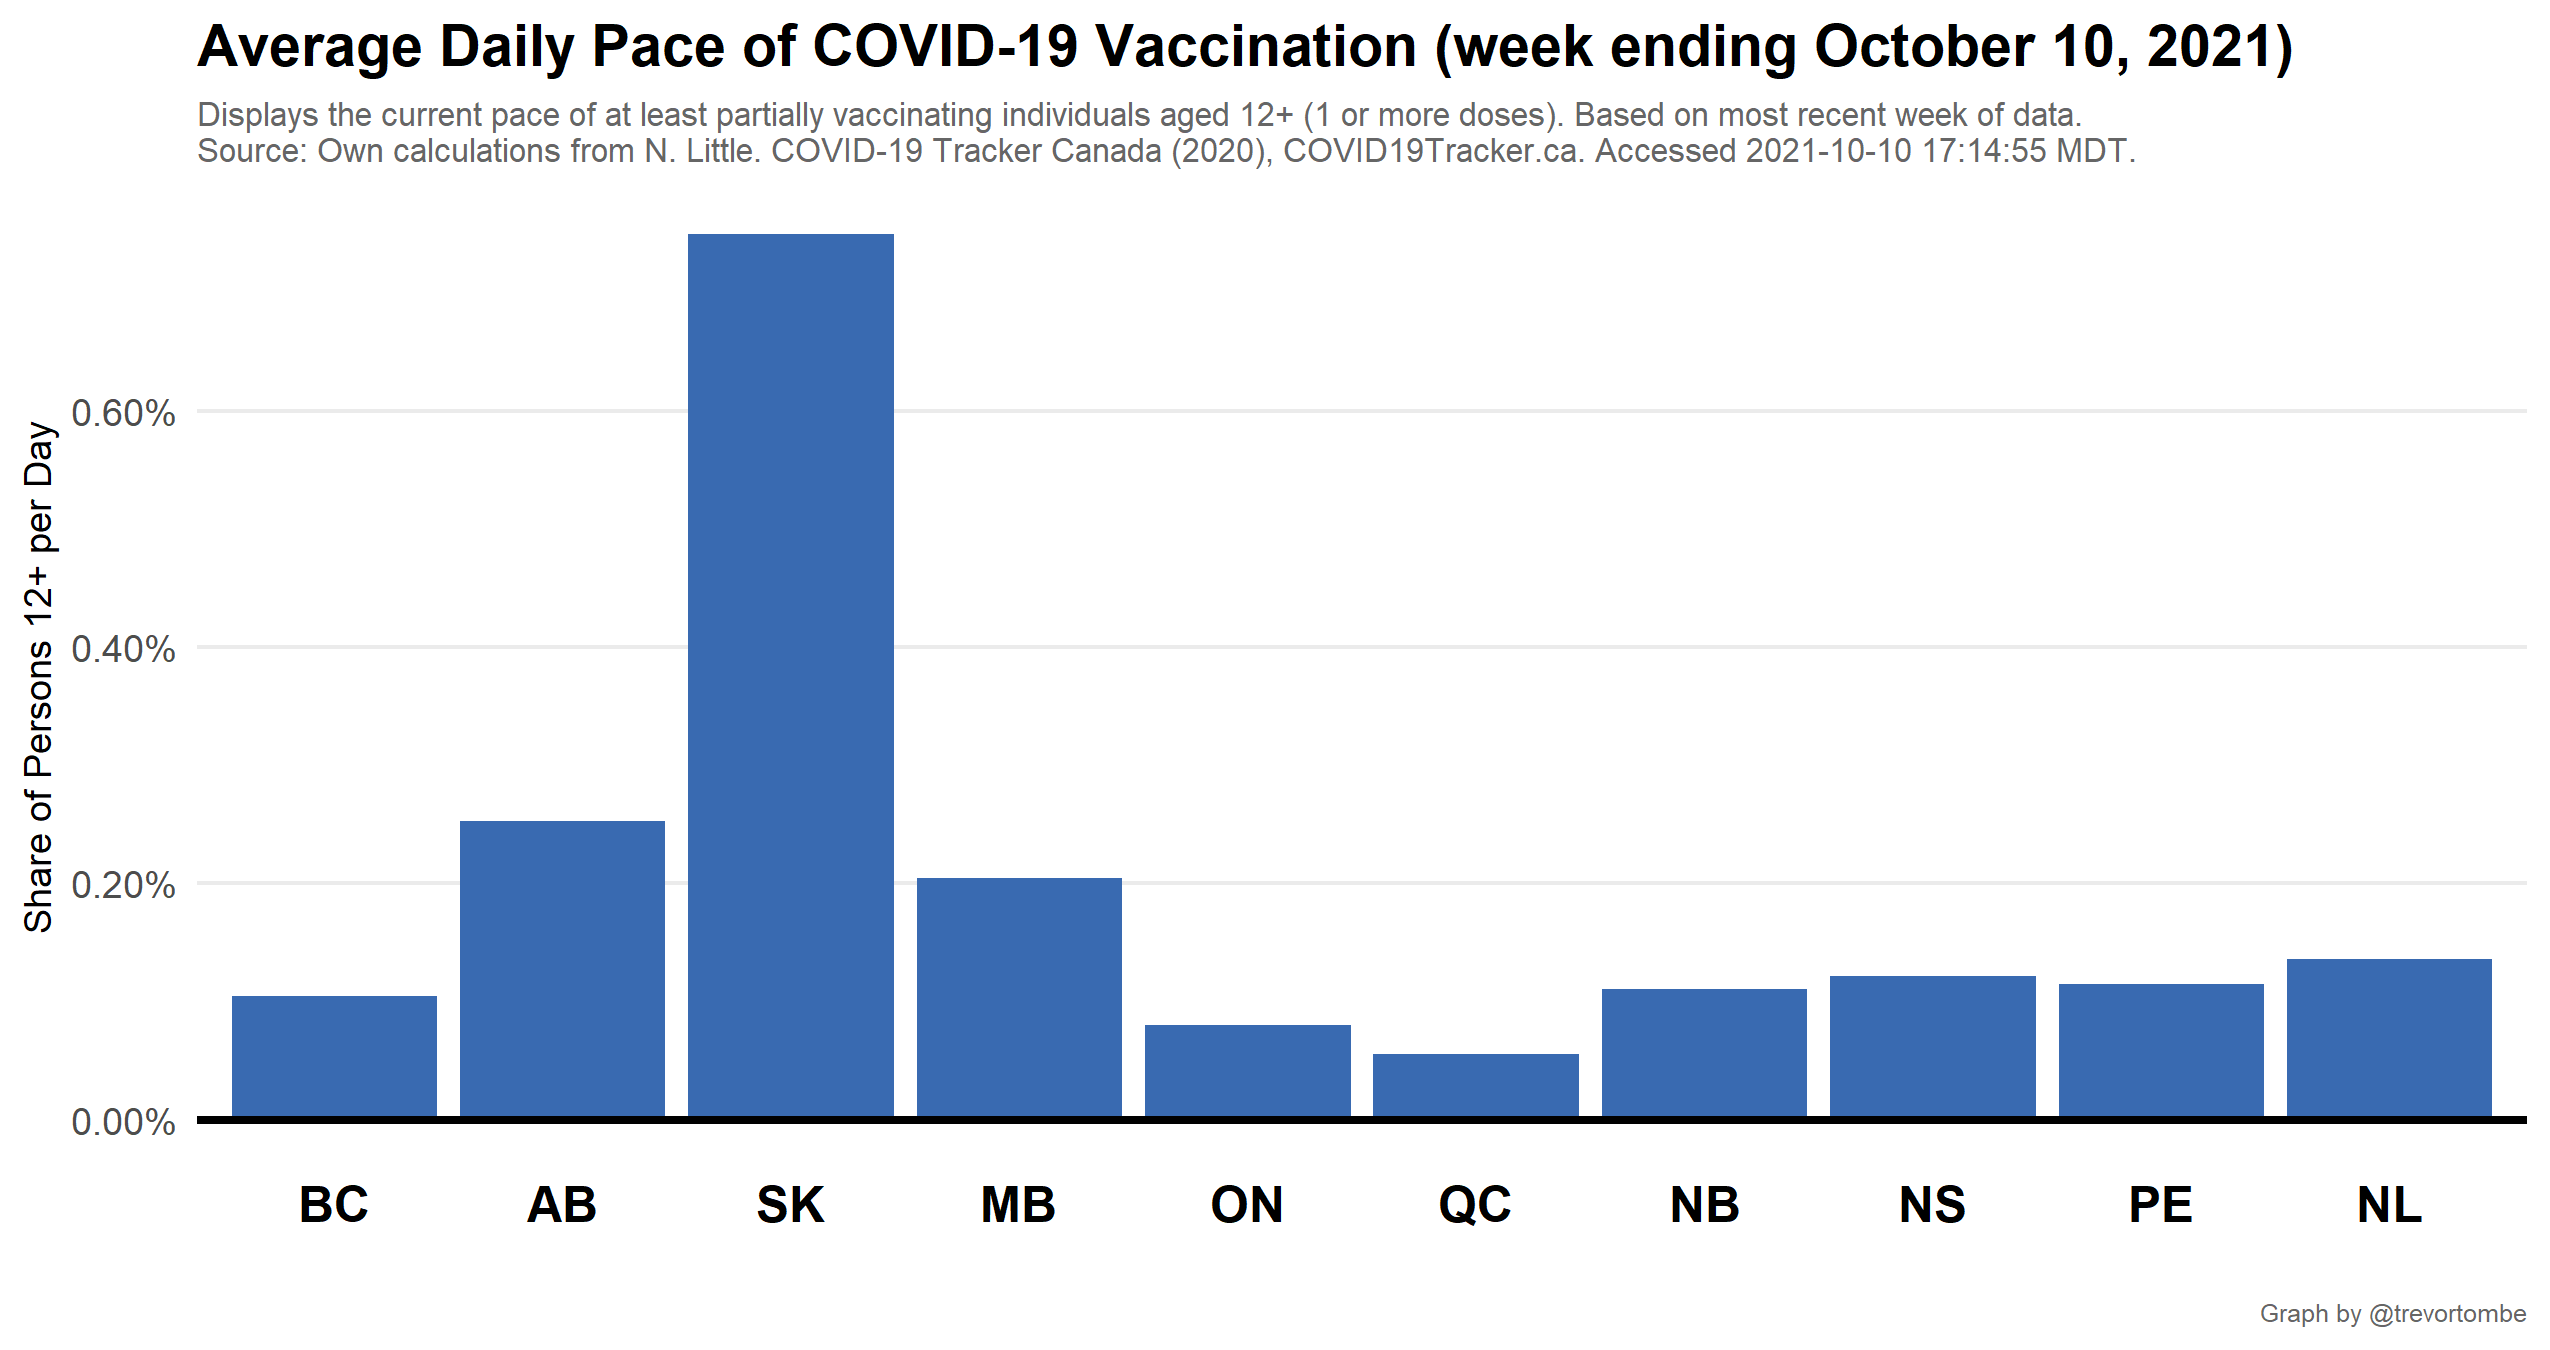 Average Daily Pace of COVID-19 Vaccination (week ending October 10, 2021)
Displays the current pace of at least partially vaccinating individuals aged 12+ (1 or more doses). Based on most recent week of data.
Source: Own calculations from N. Little. COVID-19 Tracker Canada (2020), COVID19Tracker.ca. Accessed 2021-10-10 17:14:55 MDT.
Share of Persons 12+ per Day
0.60%
0.40%
0.20%
0.00%
BC AB SK MB ON QC NB NS PE NL
Graph by @trevortombe